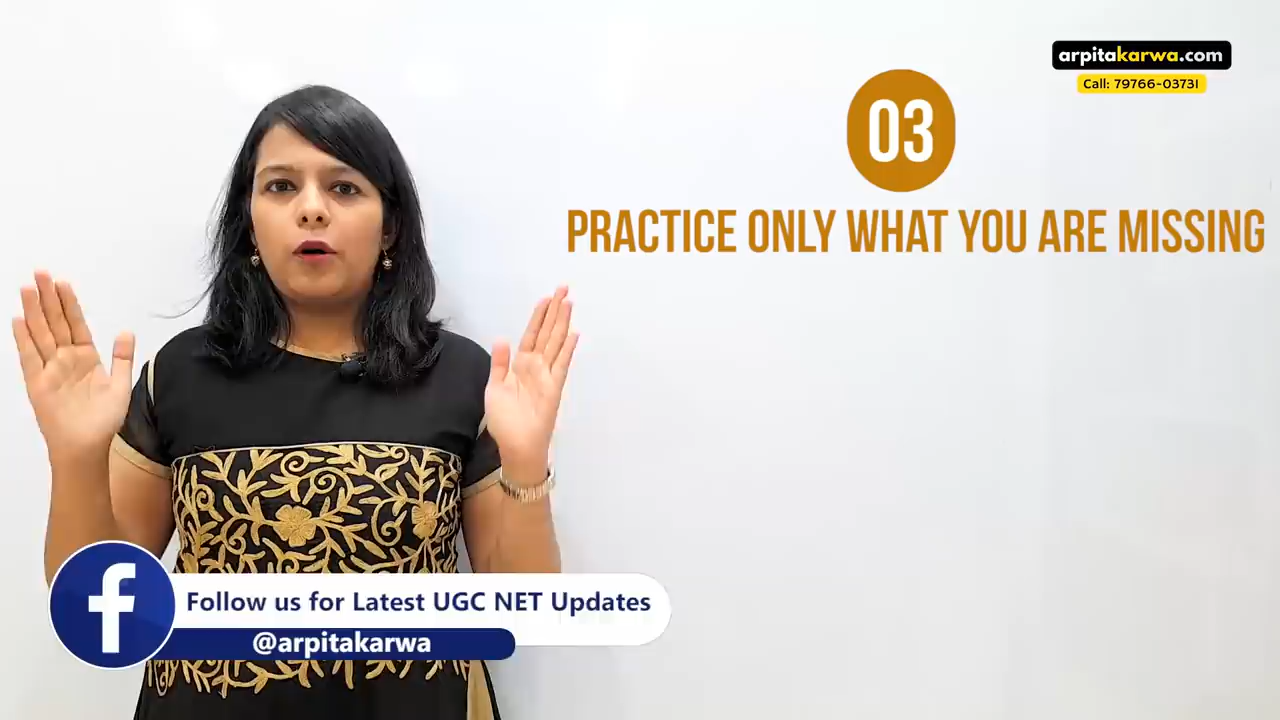 arpitakarwa.com
Call: 79766-03731
03
PRACTICE ONLY WHAT YOU ARE MISSING
f
Follow us for Latest UGC NET Updates
@arpitakarwa